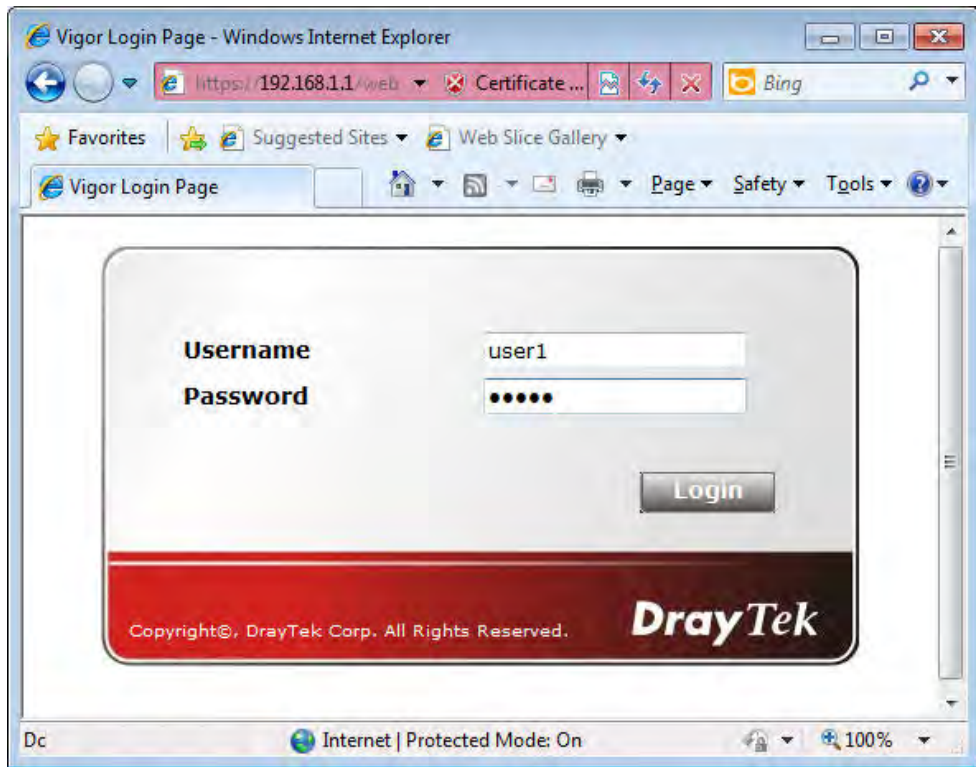 Vigor Login Page - Windows Internet Explorer
https://192.168.1.1/web Certificate ... Bing
Favorites Suggested Sites Web Slice Gallery
Vigor Login Page Page Safety Tools
Username user1
Password •••••
Login
Copyright©, DrayTek Corp. All Rights Reserved. DrayTek
Dc Internet | Protected Mode: On 100%